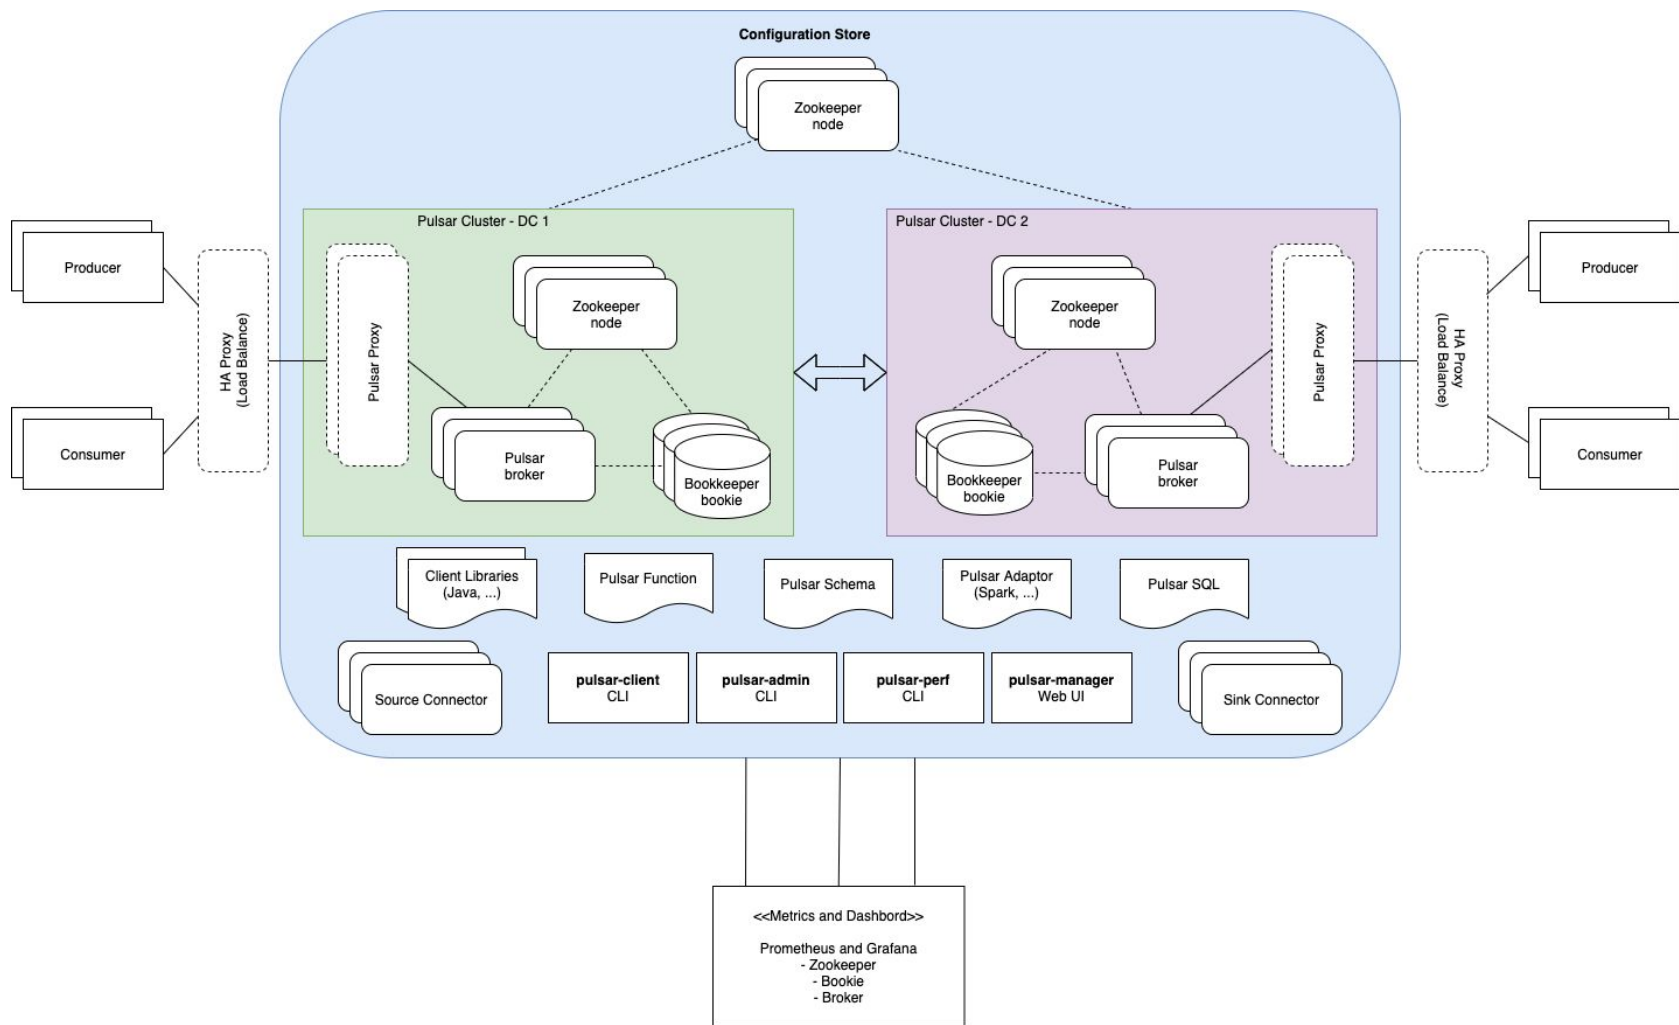 Configuration Store
Zookeeper
node
Pulsar Cluster - DC 1
Pulsar Cluster - DC 2
Producer
Consumer
HA Proxy
(Load Balance)
Pulsar Proxy
Zookeeper
node
Pulsar
broker
Bookkeeper
bookie
Zookeeper
node
Bookkeeper
bookie
Pulsar
broker
Pulsar Proxy
HA Proxy
(Load Balance)
Producer
Consumer
Client Libraries
(Java, ...)
Pulsar Function
Pulsar Schema
Pulsar Adaptor
(Spark, ...)
Pulsar SQL
Source Connector
pulsar-client
CLI
pulsar-admin
CLI
pulsar-perf
CLI
pulsar-manager
Web UI
Sink Connector
<<Metrics and Dashbord>>
Prometheus and Grafana
- Zookeeper
- Bookie
- Broker